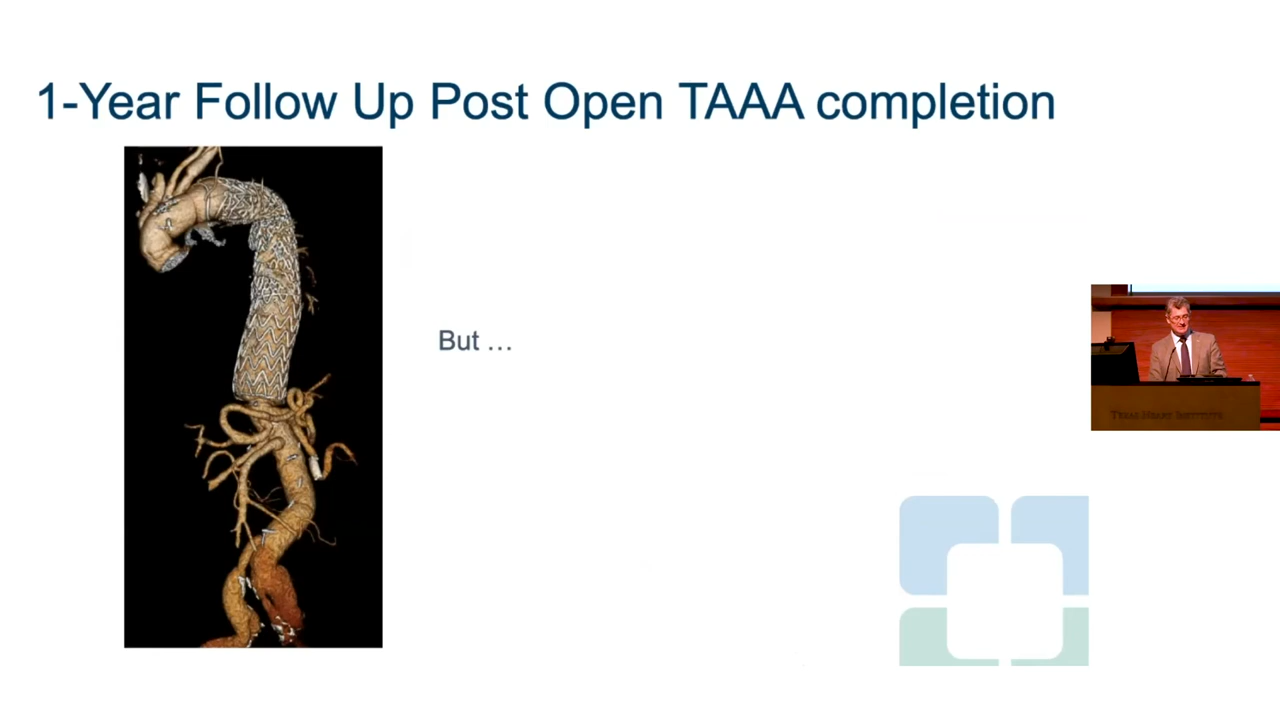 1-Year Follow Up Post Open TAAA completion
But …
TEXAS HEART INSTITUTE